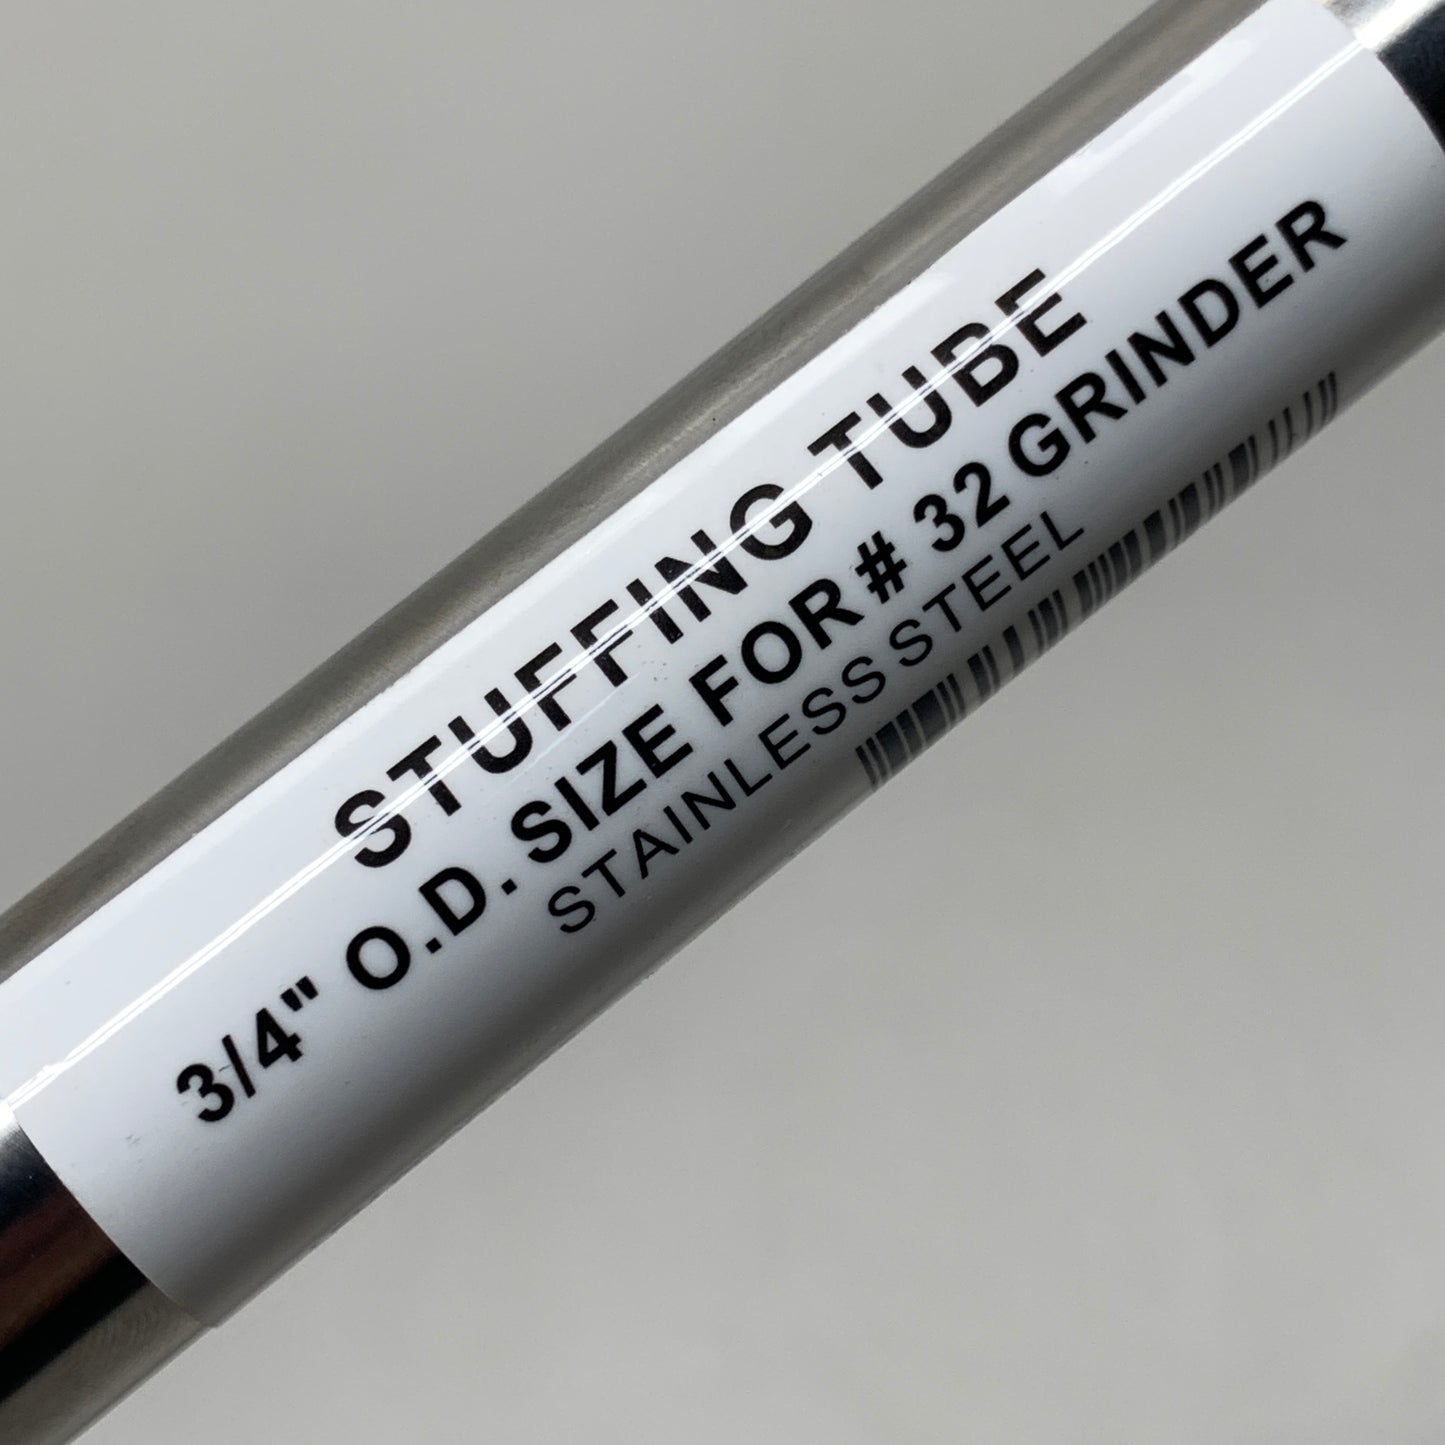 STUFFING TUBE
3/4" O.D. SIZE FOR # 32 GRINDER
STAINLESS STEEL